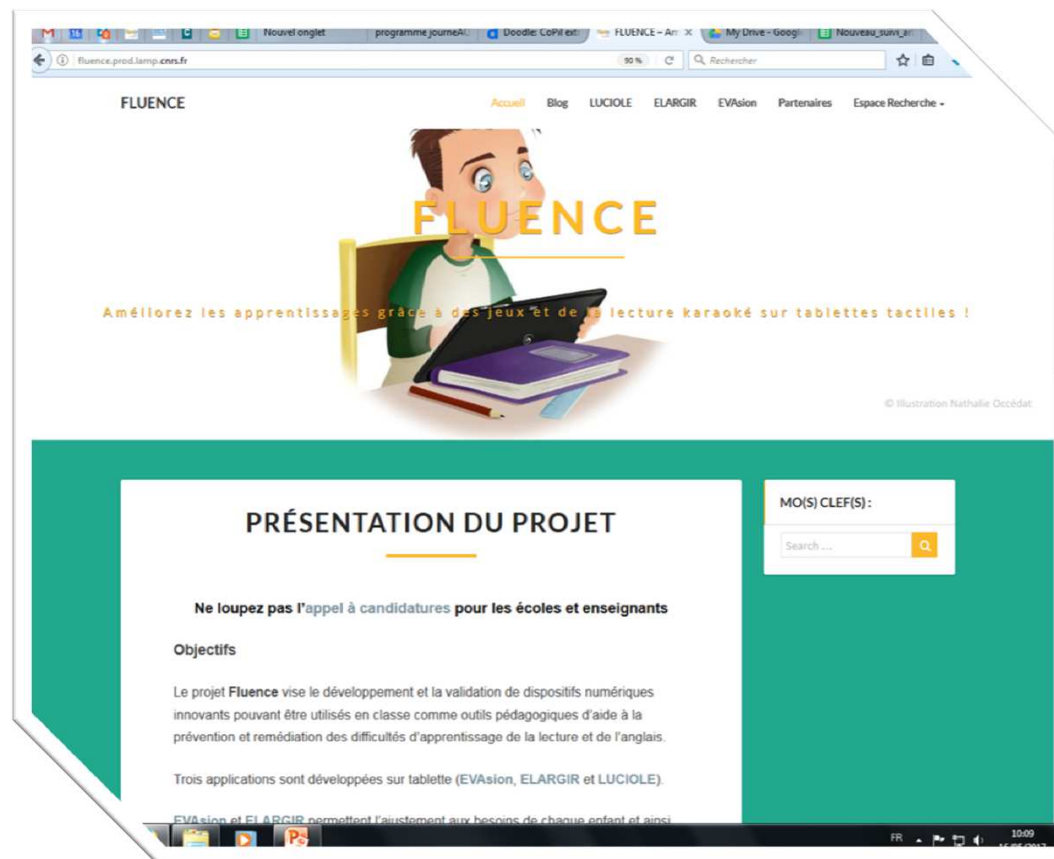 Nouvel onglet programme journeAC Doodle: CoPil ext FLUENCE – Am × My Drive - Googl Nouveau_suivi_ar
fluence.prod.lamp.cnrs.fr 90 % Rechercher
FLUENCE Accueil Blog LUCIOLE ELARGIR EVAsion Partenaires Espace Recherche
FLUENCE
Améliorez les apprentissages grâce à des jeux et de la lecture karaoké sur tablettes tactiles !
© Illustration Nathalie Occédat
PRÉSENTATION DU PROJET
MO(S) CLEF(S) :
Search ...
Ne loupez pas l'appel à candidatures pour les écoles et enseignants
Objectifs
Le projet Fluence vise le développement et la validation de dispositifs numériques
innovants pouvant être utilisés en classe comme outils pédagogiques d'aide à la
prévention et remédiation des difficultés d'apprentissage de la lecture et de l'anglais.
Trois applications sont développées sur tablette (EVAsion, ELARGIR et LUCIOLE).
EVAsion et ELARGIR permettent l'ajustement aux besoins de chaque enfant et ainsi
FR 10:09